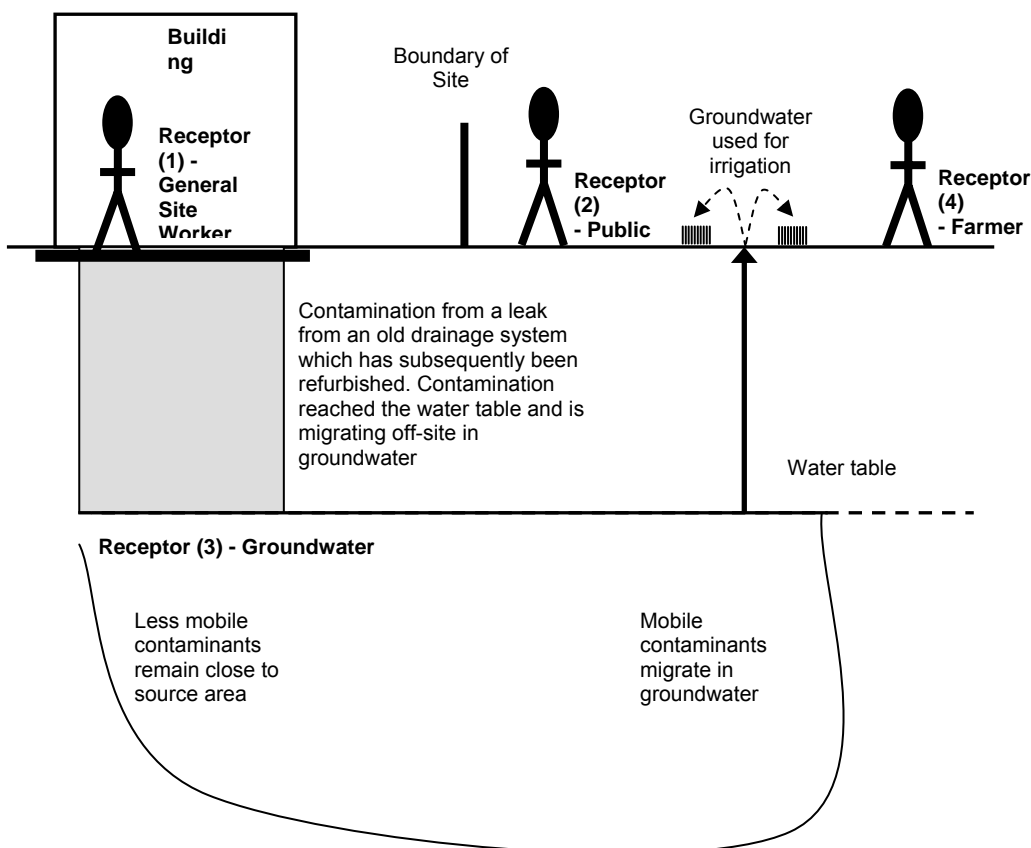 Buildi
ng
Receptor
(1) -
General
Site
Worker
Boundary of
Site
Receptor
(2)
- Public
Groundwater
used for
irrigation
Receptor
(4)
- Farmer
Contamination from a leak
from an old drainage system
which has subsequently been
refurbished. Contamination
reached the water table and is
migrating off-site in
groundwater
Water table
Receptor (3) - Groundwater
Less mobile
contaminants
remain close to
source area
Mobile
contaminants
migrate in
groundwater